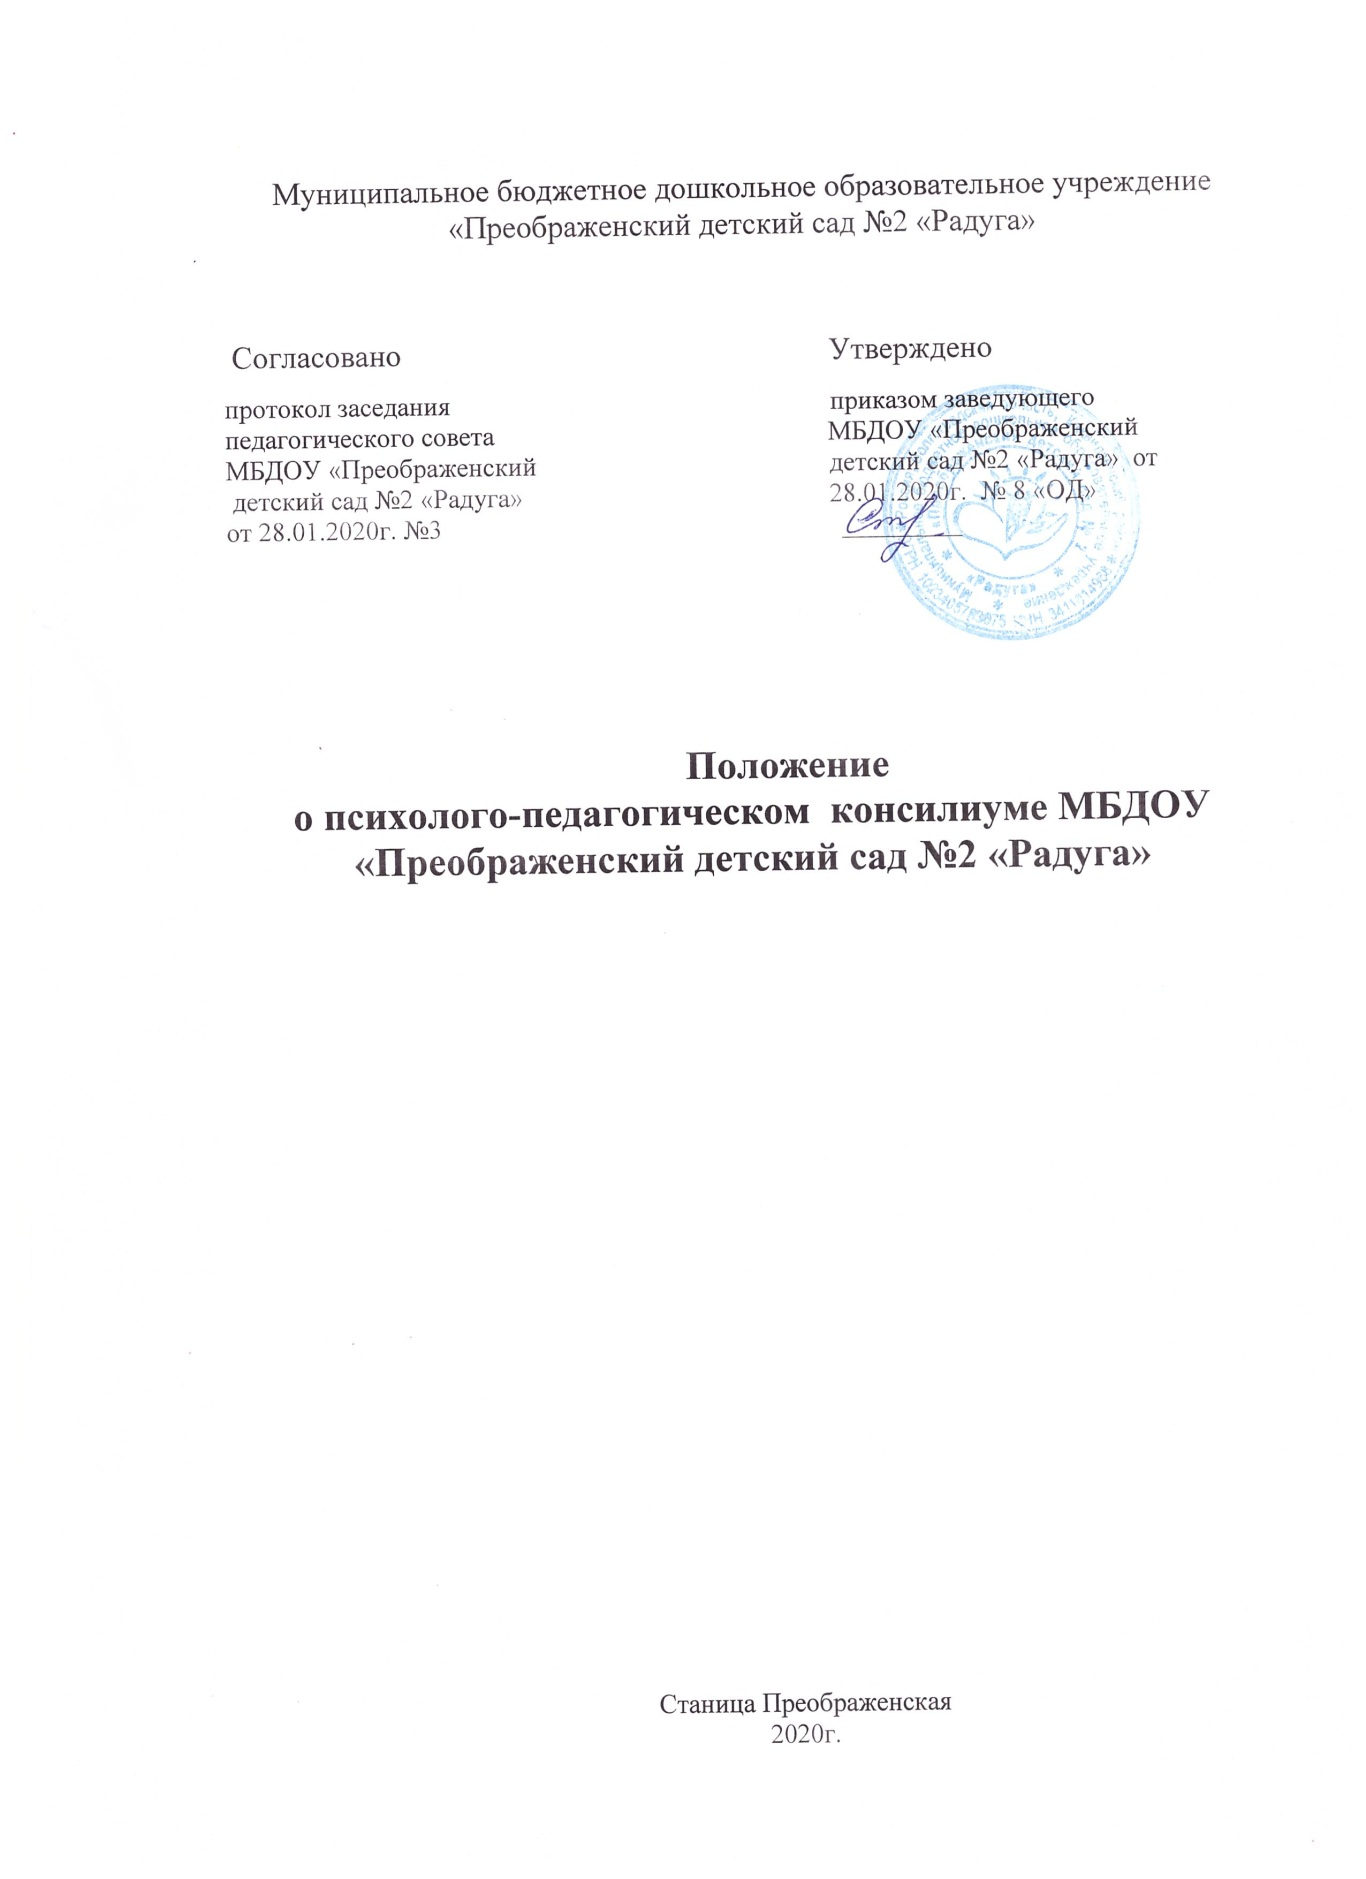 Муниципальное бюджетное дошкольное образовательное учреждение
«Преображенский детский сад №2 «Радуга»
Согласовано
протокол заседания
педагогического совета
МБДОУ «Преображенский
детский сад №2 «Радуга»
от 28.01.2020г. №3
Утверждено
приказом заведующего
МБДОУ «Преображенский
детский сад №2 «Радуга» от
28.01.2020г. № 8 «ОД»
«Радуга»
Положение
о психолого-педагогическом консилиуме МБДОУ
«Преображенский детский сад №2 «Радуга»
Станица Преображенская
2020г.